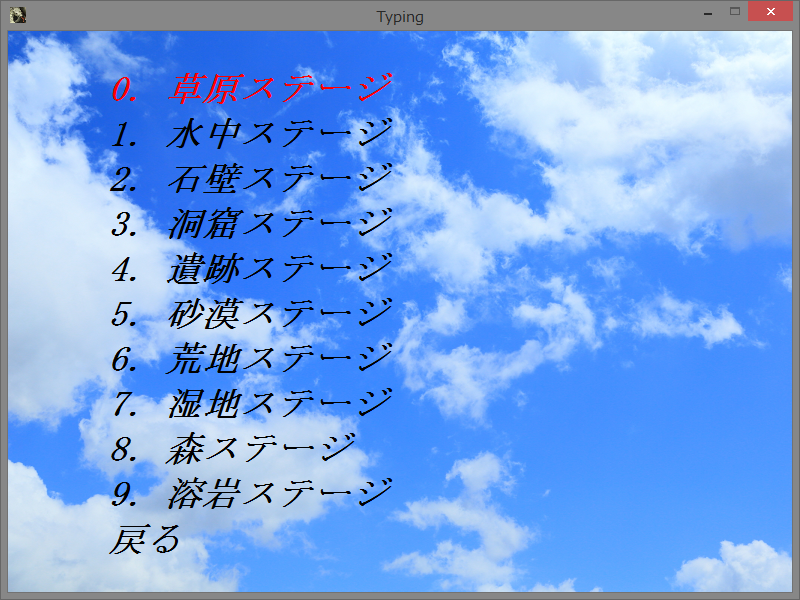 Typing
0. 草原ステージ
1. 水中ステージ
2. 石壁ステージ
3. 洞窟ステージ
4. 遺跡ステージ
5. 砂漠ステージ
6. 荒地ステージ
7. 湿地ステージ
8. 森ステージ
9. 溶岩ステージ
戻る